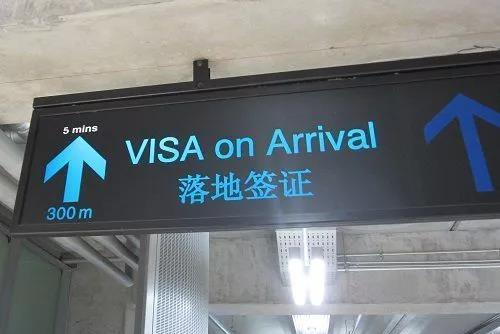 5 mins
VISA on Arrival
落地签证
300 m